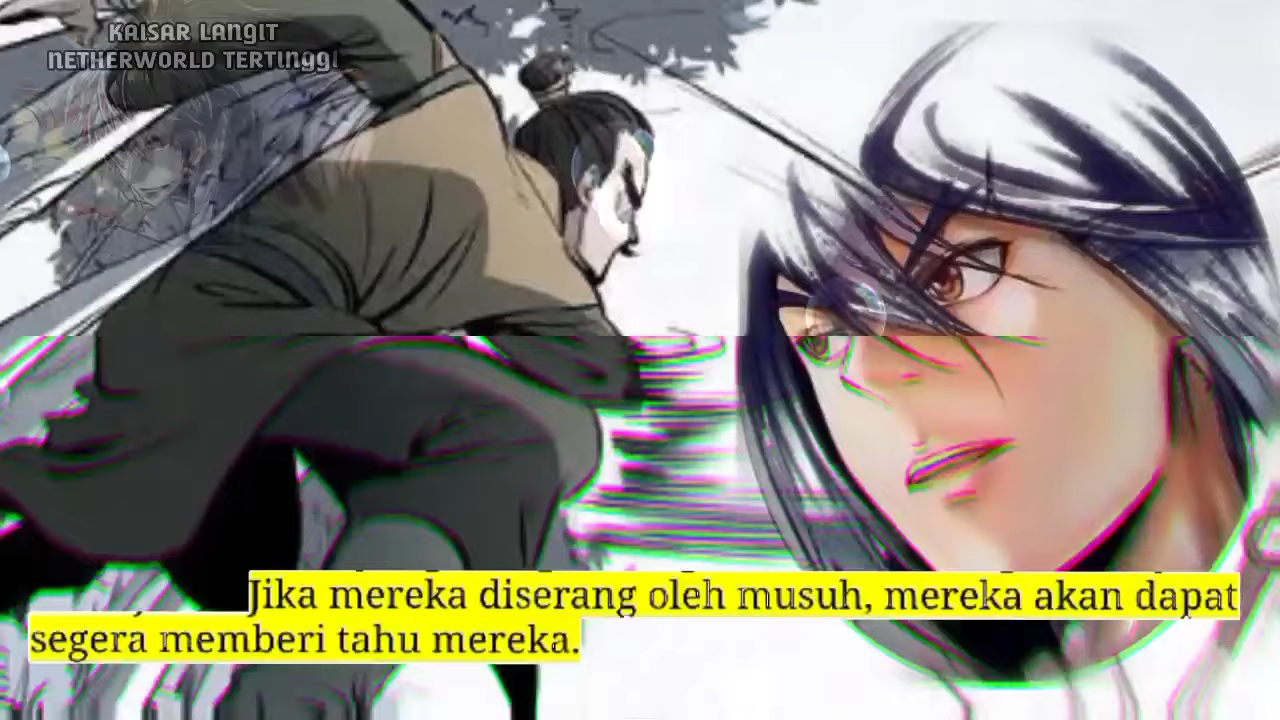 KAISAR LANGIT
NETHERWORLD TERTINGGI
Jika mereka diserang oleh musuh, mereka akan dapat
segera memberi tahu mereka.